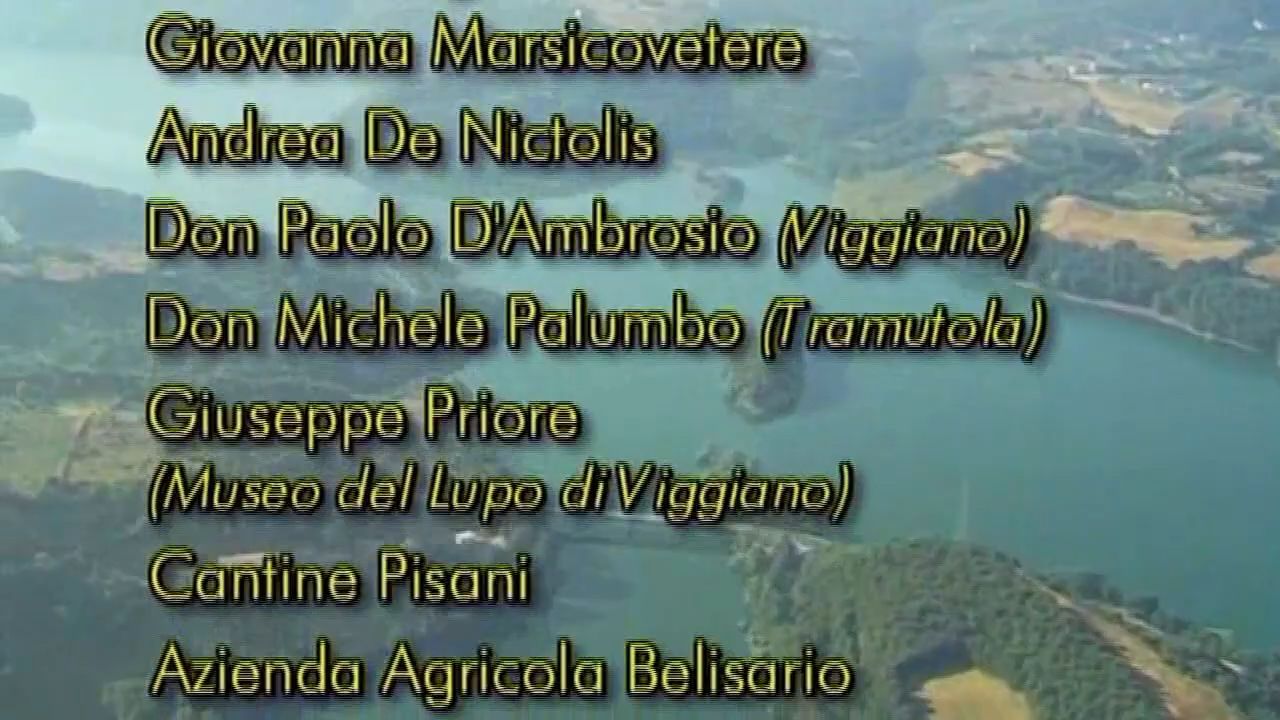 Giovanna Marsicovetere
Andrea De Nictolis
Don Paolo D'Ambrosio (Viggiano)
Don Michele Palumbo (Tramutola)
Giuseppe Priore
(Museo del Lupo di Viggiano)
Cantine Pisani
Azienda Agricola Belisario